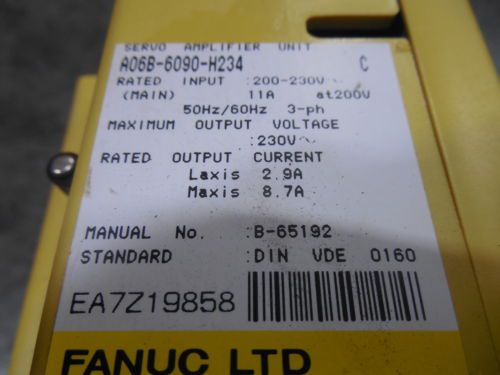 SERVO AMPLIFIER UNIT
A06B-6090-H234 C
RATED INPUT :200-230V~
(MAIN) 11A at200V
50Hz/60Hz 3-ph
MAXIMUM OUTPUT VOLTAGE
:230V~
RATED OUTPUT CURRENT
Laxis 2.9A
Maxis 8.7A
MANUAL No. :B-65192
STANDARD :DIN VDE 0160
EA7Z19858
FANUC LTD